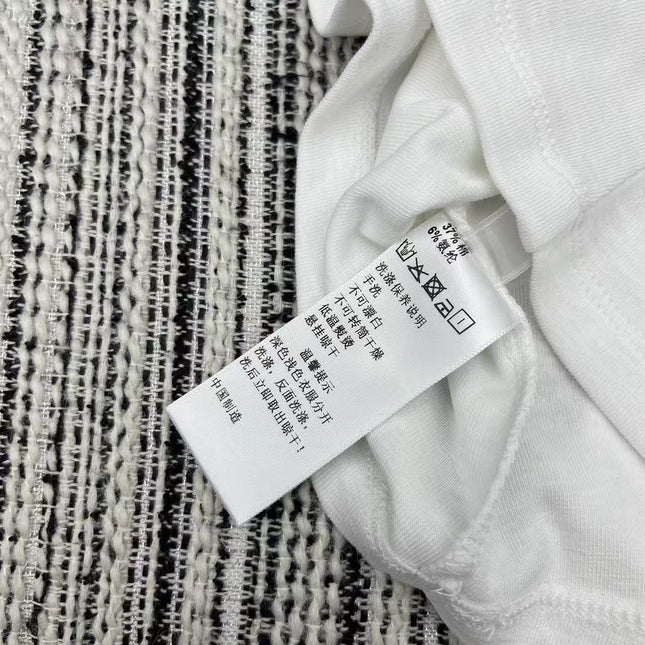 37% 棉
6% 氨纶
洗涤保养说明
手洗
不可漂白
不可转筒干燥
低温熨烫
悬挂晾干
温馨提示
深色浅色衣服分开
洗涤，反面洗涤，
洗后立即取出晾干！
中国制造